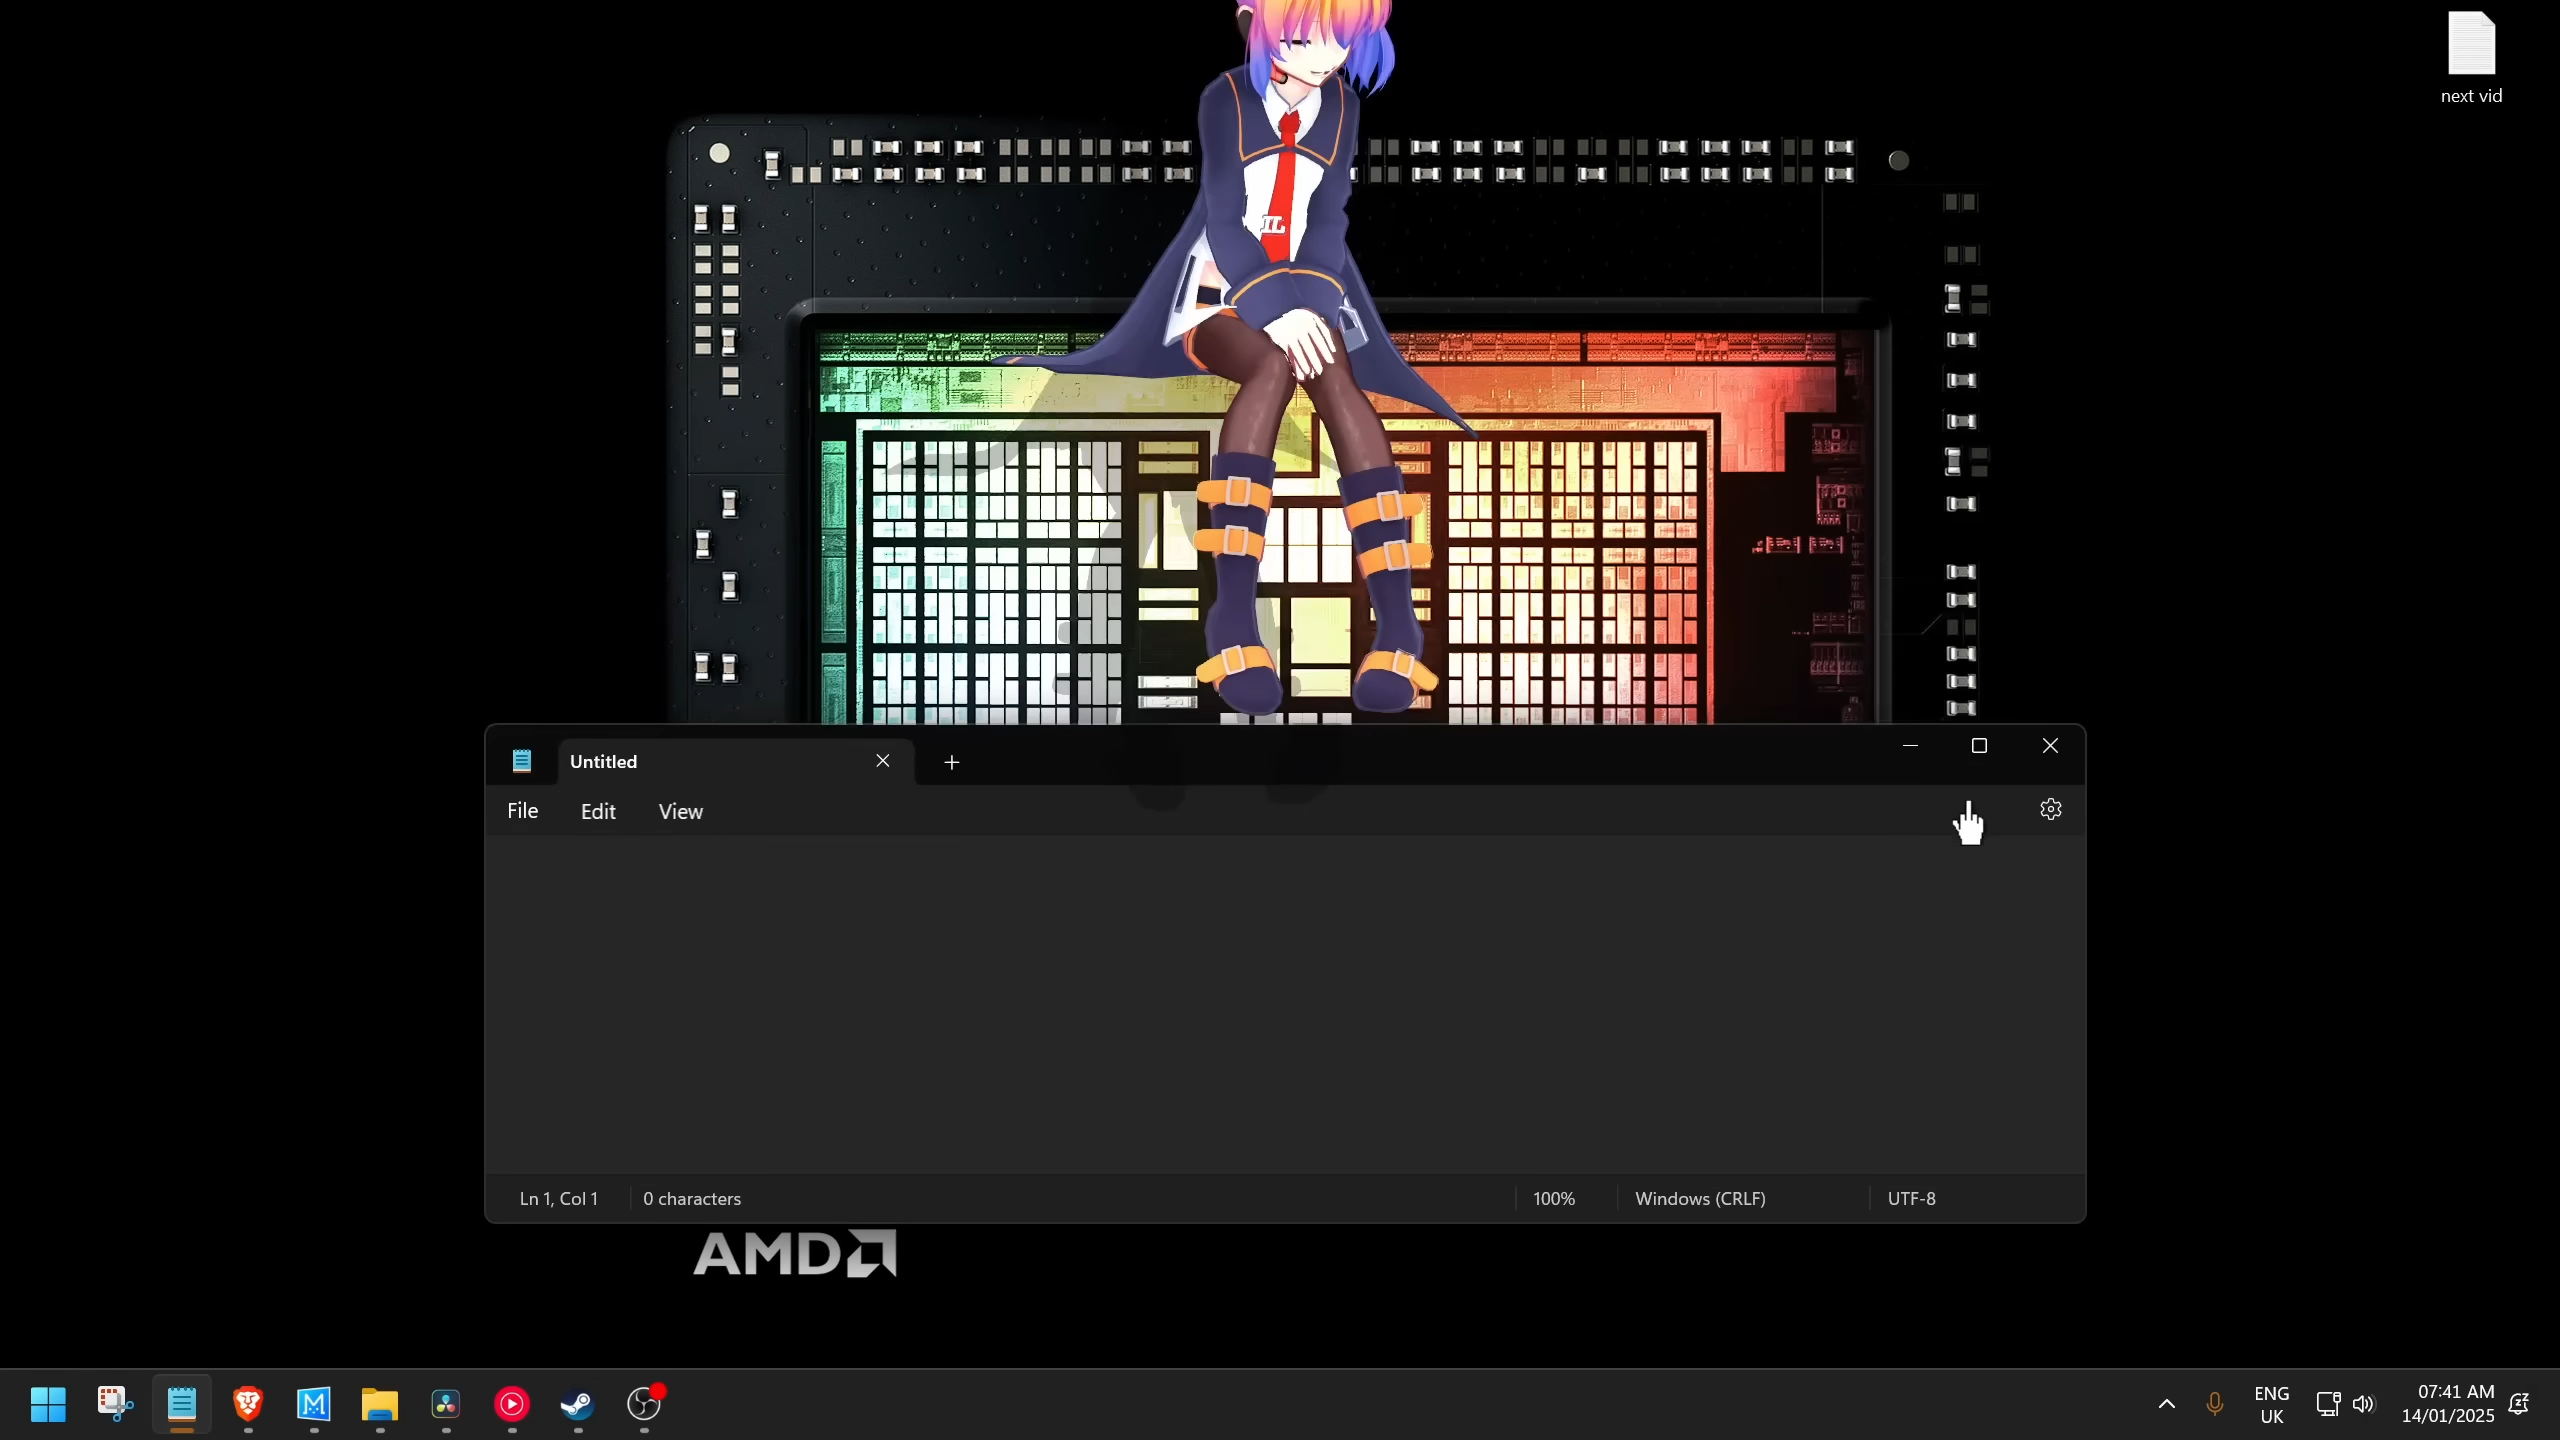 next vid
Untitled
File Edit View
Ln 1, Col 1 0 characters 100% Windows (CRLF) UTF-8
AMD
ENG
UK
07:41 AM
14/01/2025